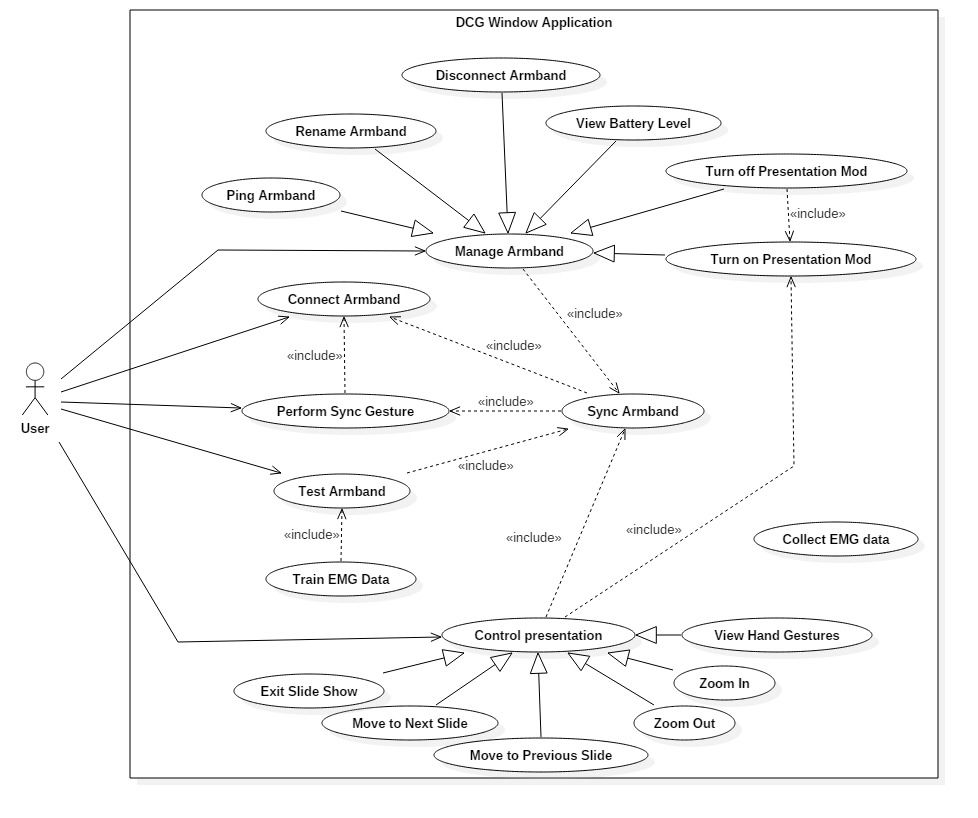 DCG Window Application
Disconnect Armband
View Battery Level
Rename Armband
Turn off Presentation Mod
Ping Armband
«include»
Manage Armband
Turn on Presentation Mod
Connect Armband
«include»
«include»
«include»
«include»
Perform Sync Gesture
Sync Armband
User
«include»
Test Armband
«include»
«include»
«include»
Collect EMG data
Train EMG Data
Control presentation
View Hand Gestures
Exit Slide Show
Zoom In
Move to Next Slide
Zoom Out
Move to Previous Slide